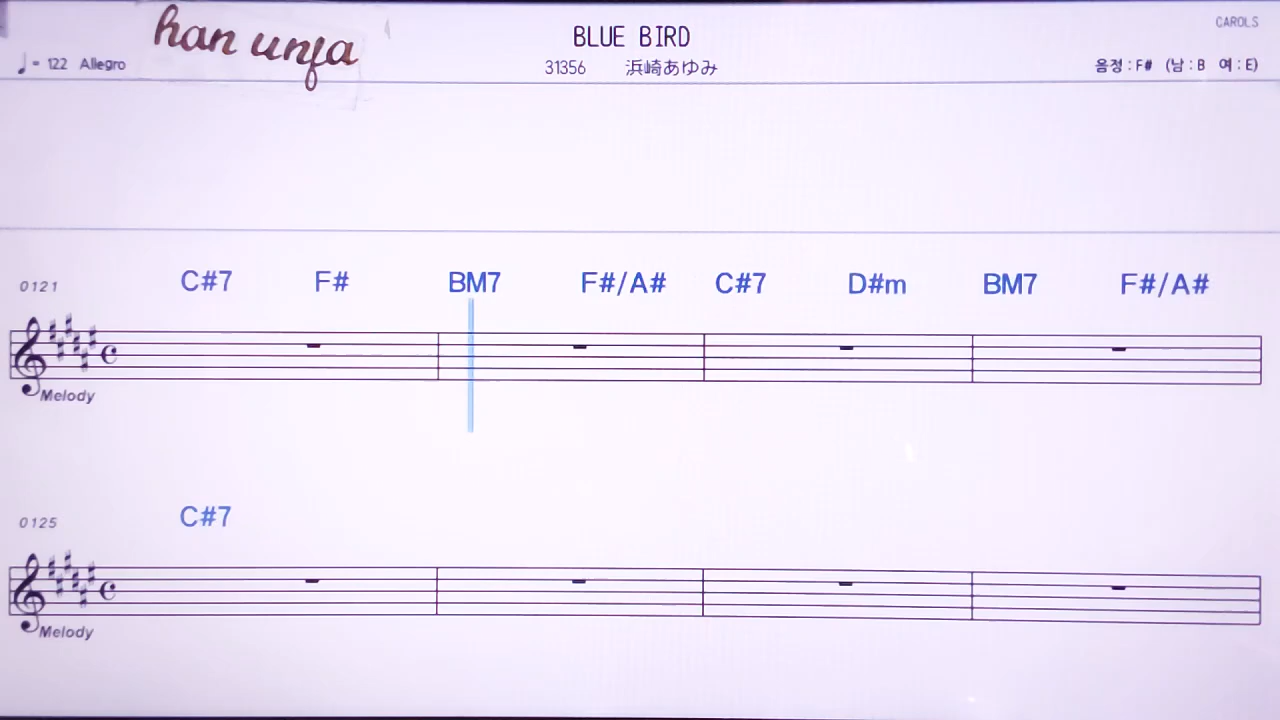 han unja
BLUE BIRD
CAROLS
♩= 122 Allegro
31356 浜崎あゆみ
음정 : F# (남 : B 여 : E)
0121 C#7 F# BM7 F#/A# C#7 D#m BM7 F#/A#
Melody
0125 C#7
Melody